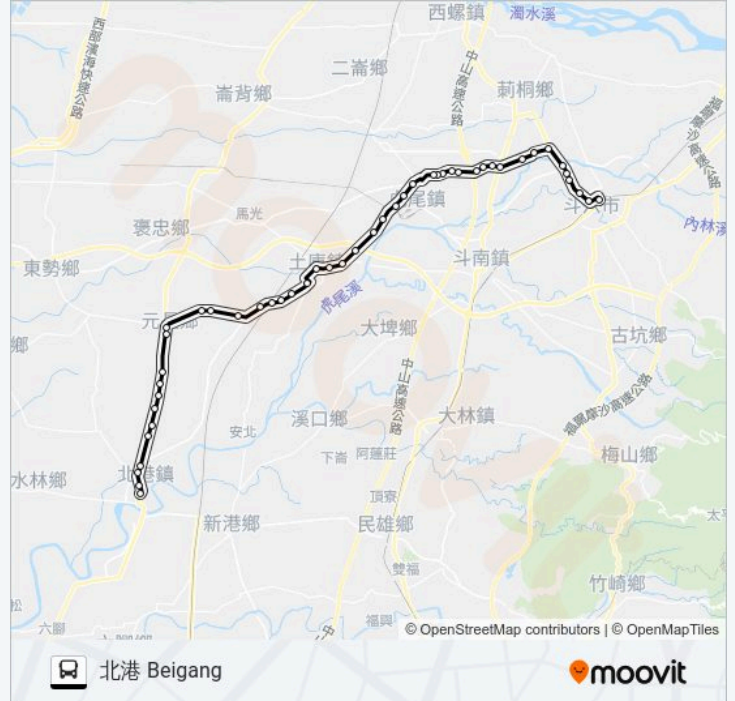 西螺鎮
濁水溪
西部濱海快速公路
二崙鄉
中山高速公路
崙背鄉
莿桐鄉
福爾摩沙高速公路
虎尾鎮
斗六市
馬光
褒忠鄉
內林溪
東勢鄉
土庫鎮
斗南鎮
虎尾溪
元長鄉
大埤鄉
古坑鄉
鄉
中山高速公路
福爾摩沙高速公路
溪口鄉
大林鎮
安北
下崙
阿蓮庄
梅山鄉
水林鄉
北港鎮
頂寮
新港鄉
民雄鄉
雙福
竹崎鄉
六腳
福興
© OpenStreetMap contributors | © OpenMapTiles
北港 Beigang
moovit